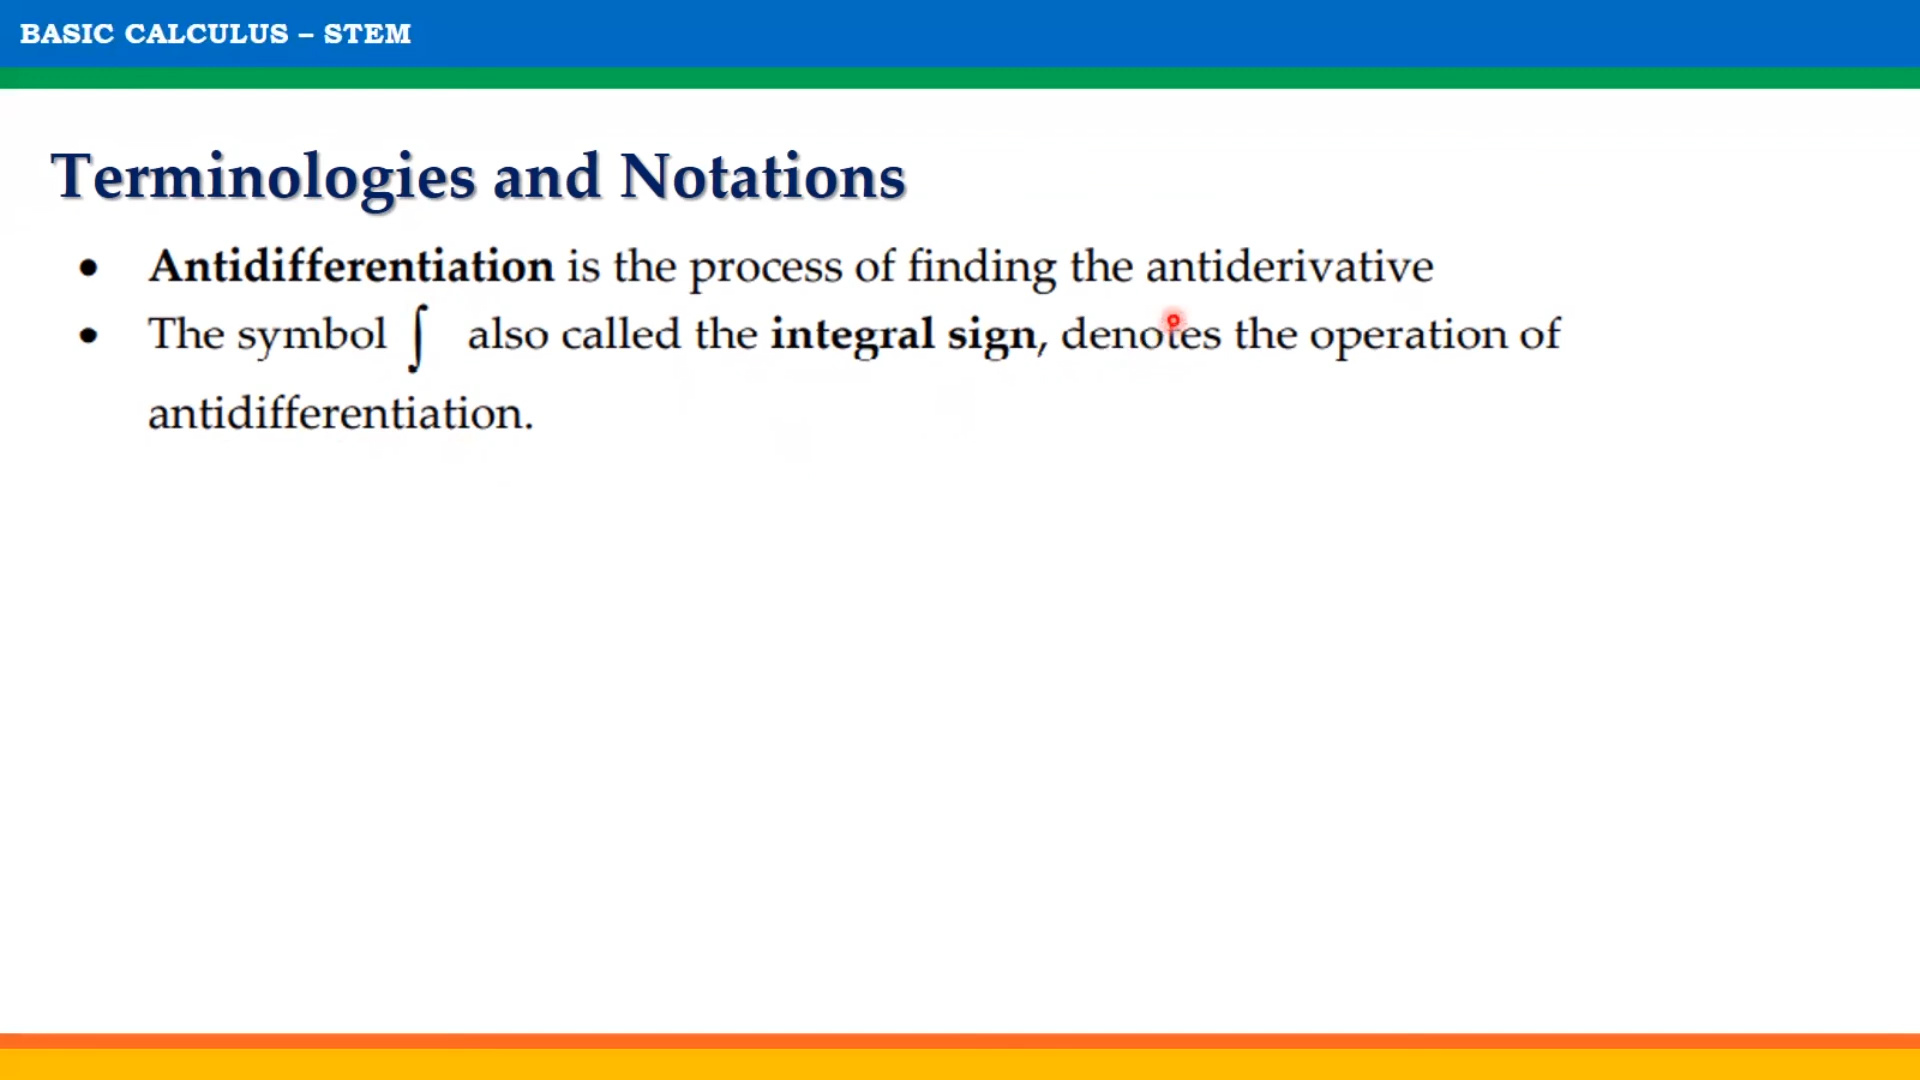 BASIC CALCULUS – STEM
Terminologies and Notations
• Antidifferentiation is the process of finding the antiderivative
• The symbol ∫ also called the integral sign, denotes the operation of
antidifferentiation.